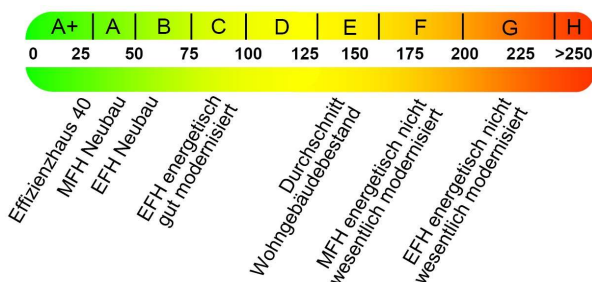 A+ A B C D E F G H
0 25 50 75 100 125 150 175 200 225 >250
Effizienzhaus 40
MFH Neubau
EFH Neubau
EFH energetisch
gut modernisiert
Durchschnitt
Wohngebäudebestand
MFH energetisch nicht
wesentlich modernisiert
EFH energetisch nicht
wesentlich modernisiert